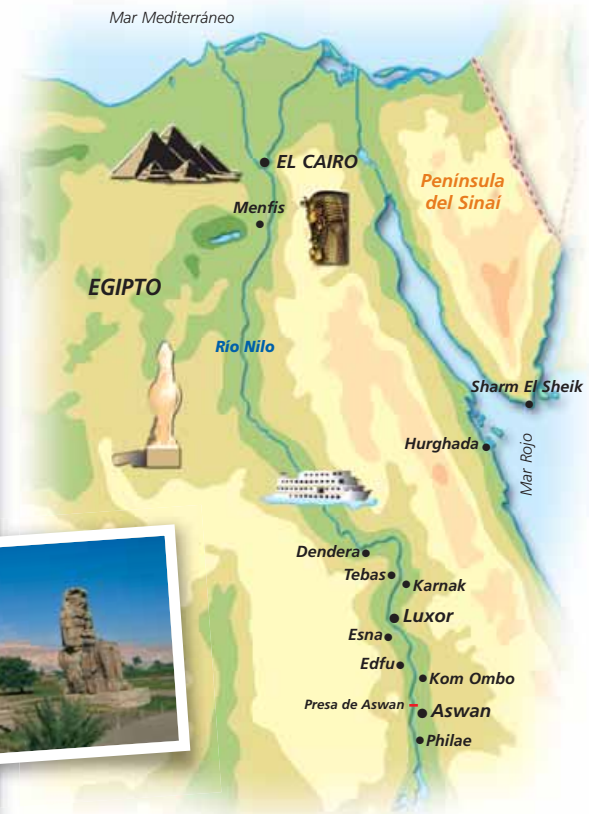 Mar Mediterráneo
EL CAIRO
Península
del Sinaí
Menfis
EGIPTO
Río Nilo
Sharm El Sheik
Hurghada
Mar Rojo
Dendera
Tebas
Karnak
Luxor
Esna
Edfu
Kom Ombo
Presa de Aswan
Aswan
Philae